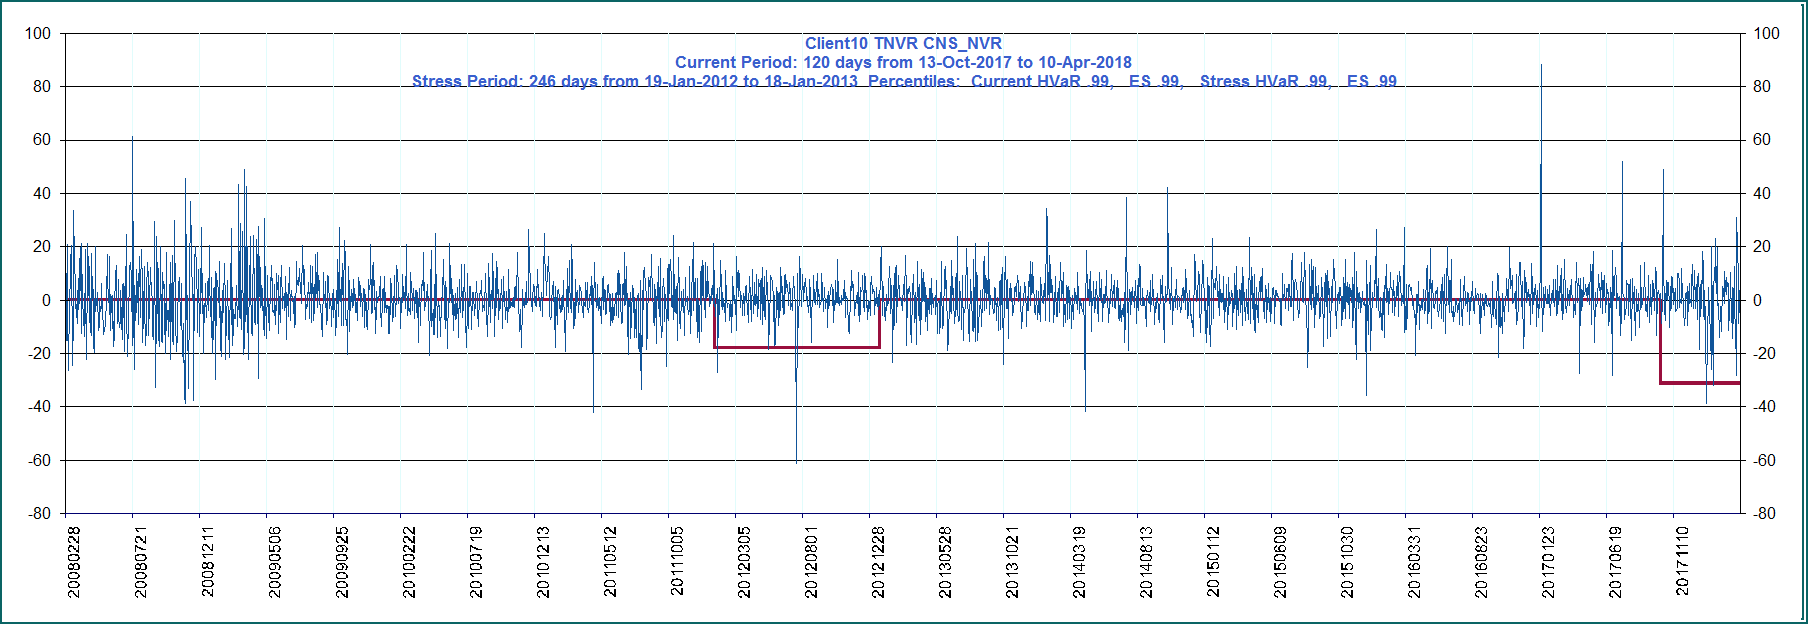 Client10 TNVR CNS_NVR
Current Period: 120 days from 13-Oct-2017 to 10-Apr-2018
Stress Period: 246 days from 19-Jan-2012 to 18-Jan-2013 Percentiles: Current HVaR .99, ES .99, Stress HVaR .99, ES .99
100 100
80 80
60 60
40 40
20 20
0 0
-20 -20
-40 -40
-60 -60
-80 -80
20080228 20080721 20081211 20090506 20090925 20100222 20100719 20101213 20110512 20111005 20120305 20120801 20121228 20130528 20131021 20140319 20140813 20150112 20150609 20151030 20160331 20160823 20170123 20170619 20171110